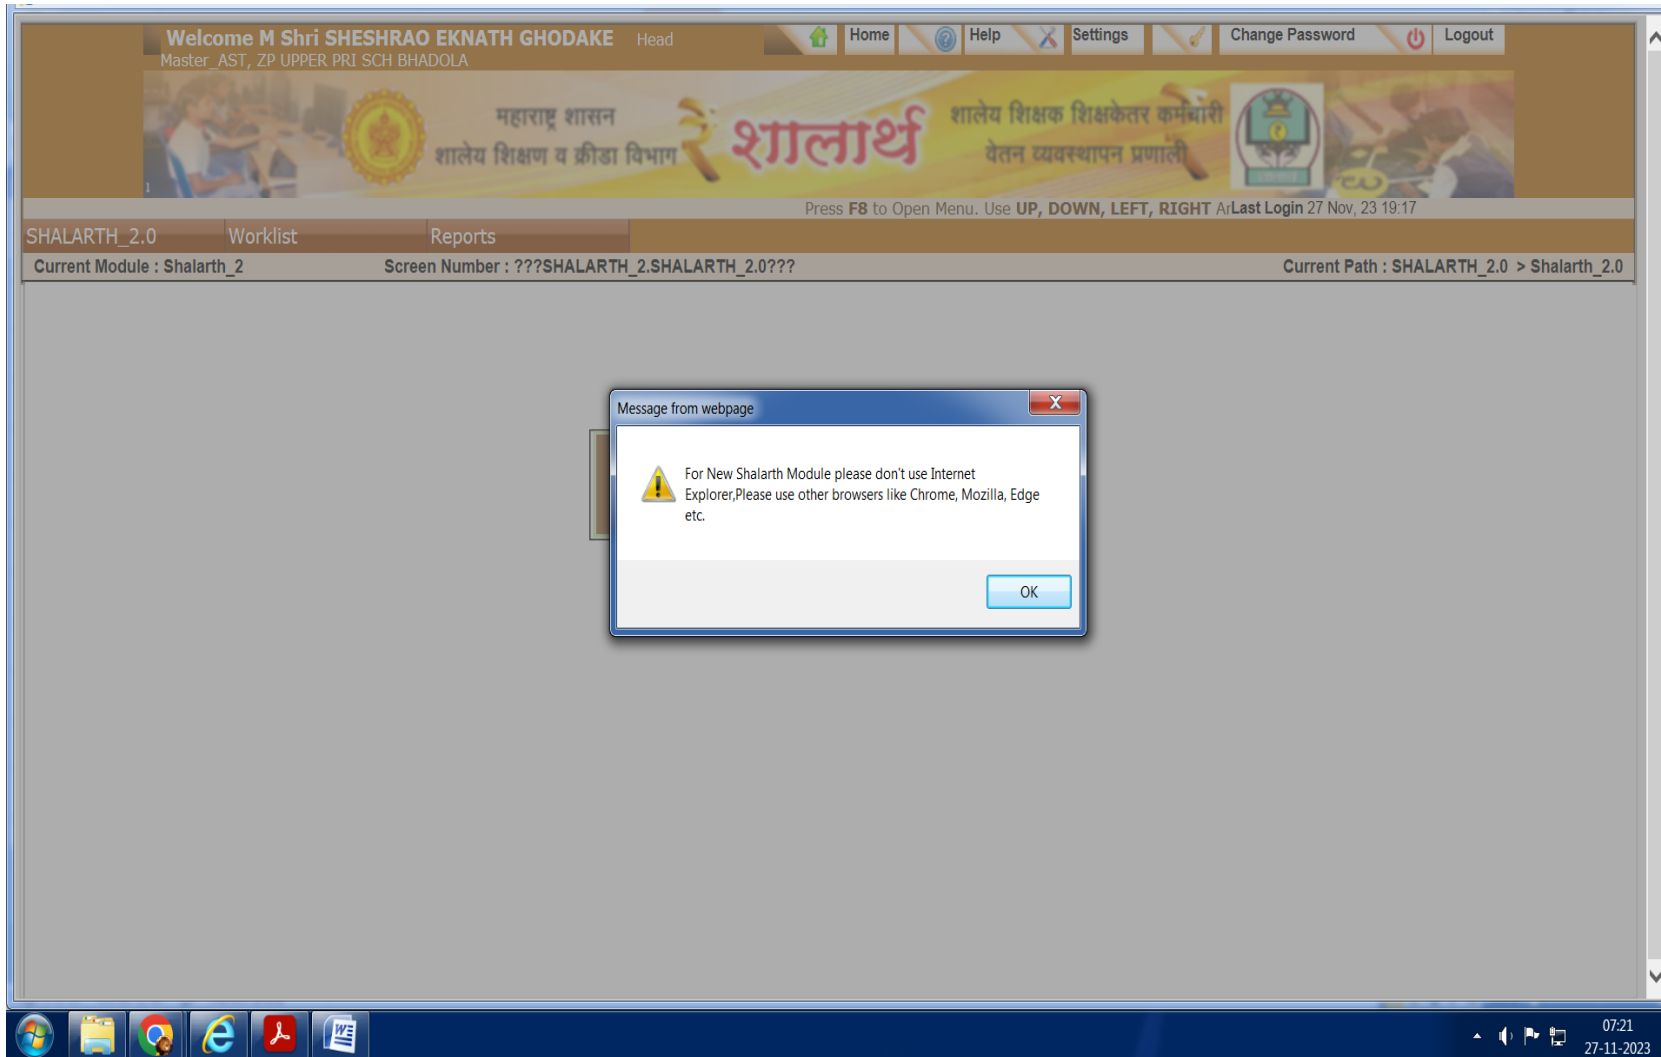 Welcome M Shri SHESHRAO EKNATH GHODAKE Head
Master_AST, ZP UPPER PRI SCH BHADOLA
Home Help Settings Change Password Logout
महाराष्ट्र शासन
शालेय शिक्षण व क्रीडा विभाग
शालार्थ
शालेय शिक्षक शिक्षकेतर कर्मचारी
वेतन व्यवस्थापन प्रणाली
1
Press F8 to Open Menu. Use UP, DOWN, LEFT, RIGHT Ar
Last Login 27 Nov, 23 19:17
SHALARTH_2.0 Worklist Reports
Current Module : Shalarth_2 Screen Number : ???SHALARTH_2.SHALARTH_2.0??? Current Path : SHALARTH_2.0 > Shalarth_2.0
Message from webpage
X
For New Shalarth Module please don't use Internet
Explorer,Please use other browsers like Chrome, Mozilla, Edge
etc.
OK
07:21
27-11-2023